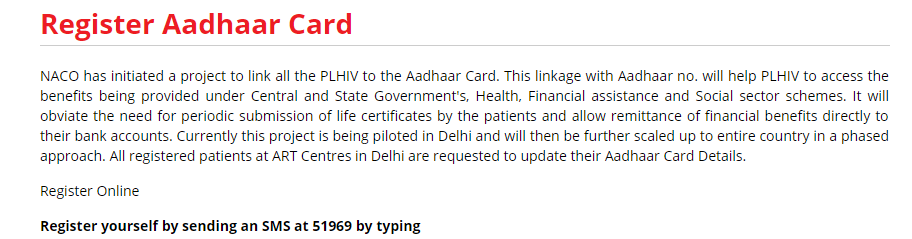 Register Aadhaar Card
NACO has initiated a project to link all the PLHIV to the Aadhaar Card. This linkage with Aadhaar no. will help PLHIV to access the
benefits being provided under Central and State Government's, Health, Financial assistance and Social sector schemes. It will
obviate the need for periodic submission of life certificates by the patients and allow remittance of financial benefits directly to
their bank accounts. Currently this project is being piloted in Delhi and will then be further scaled up to entire country in a phased
approach. All registered patients at ART Centres in Delhi are requested to update their Aadhaar Card Details.
Register Online
Register yourself by sending an SMS at 51969 by typing